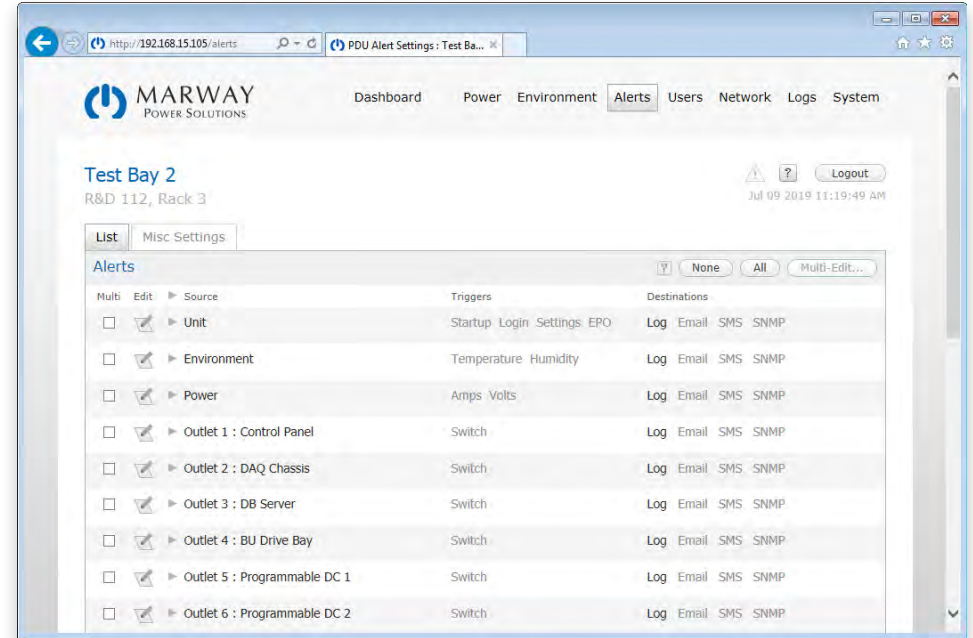 http://192.168.15.105/alerts
PDU Alert Settings : Test Ba...
MARWAY
POWER SOLUTIONS
Dashboard Power Environment Alerts Users Network Logs System
Test Bay 2
? Logout
R&D 112, Rack 3
Jul 09 2019 11:19:49 AM
List Misc Settings
Alerts ? None All Multi-Edit...
Multi Edit Source Triggers Destinations
Unit Startup Login Settings EPO Log Email SMS SNMP
Environment Temperature Humidity Log Email SMS SNMP
Power Amps Volts Log Email SMS SNMP
Outlet 1 : Control Panel Switch Log Email SMS SNMP
Outlet 2 : DAQ Chassis Switch Log Email SMS SNMP
Outlet 3 : DB Server Switch Log Email SMS SNMP
Outlet 4 : BU Drive Bay Switch Log Email SMS SNMP
Outlet 5 : Programmable DC 1 Switch Log Email SMS SNMP
Outlet 6 : Programmable DC 2 Switch Log Email SMS SNMP